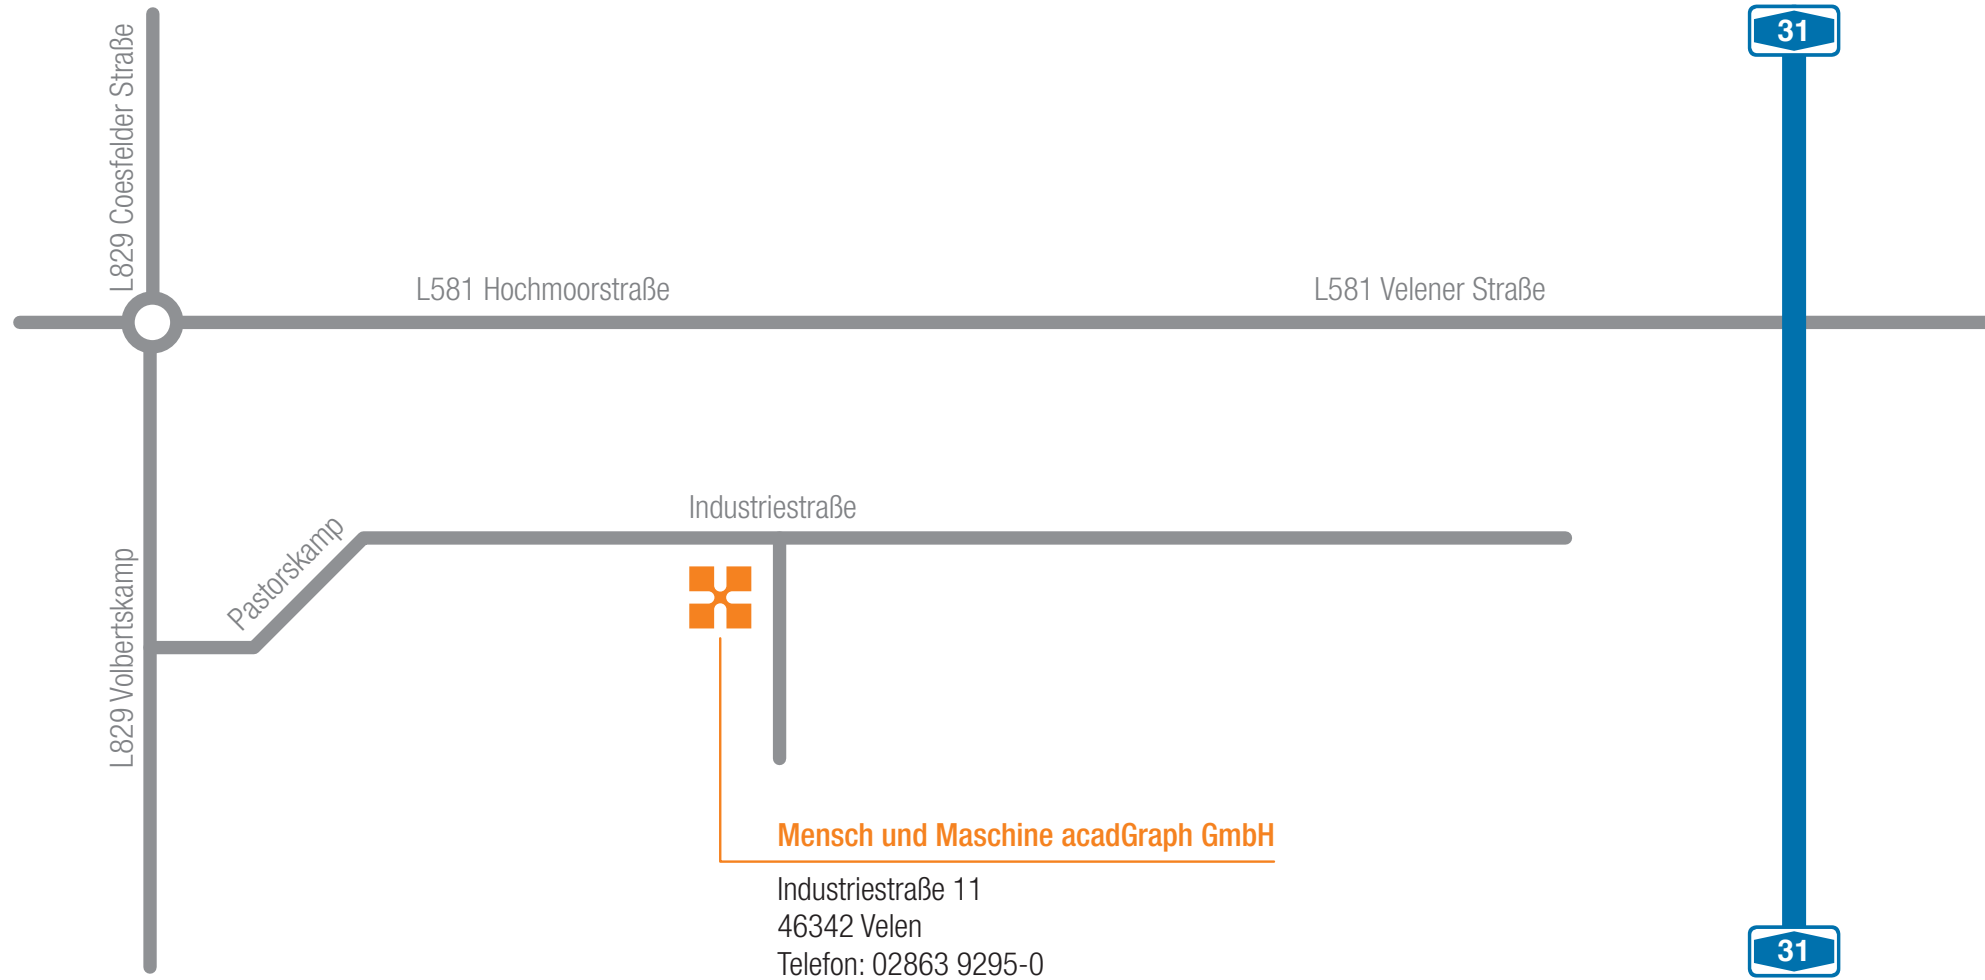 31
L829 Coesfelder Straße
L581 Hochmoorstraße
L581 Velener Straße
Industriestraße
Pastorskamp
L829 Volbertskamp
Mensch und Maschine acadGraph GmbH
Industriestraße 11
46342 Velen
Telefon: 02863 9295-0
31